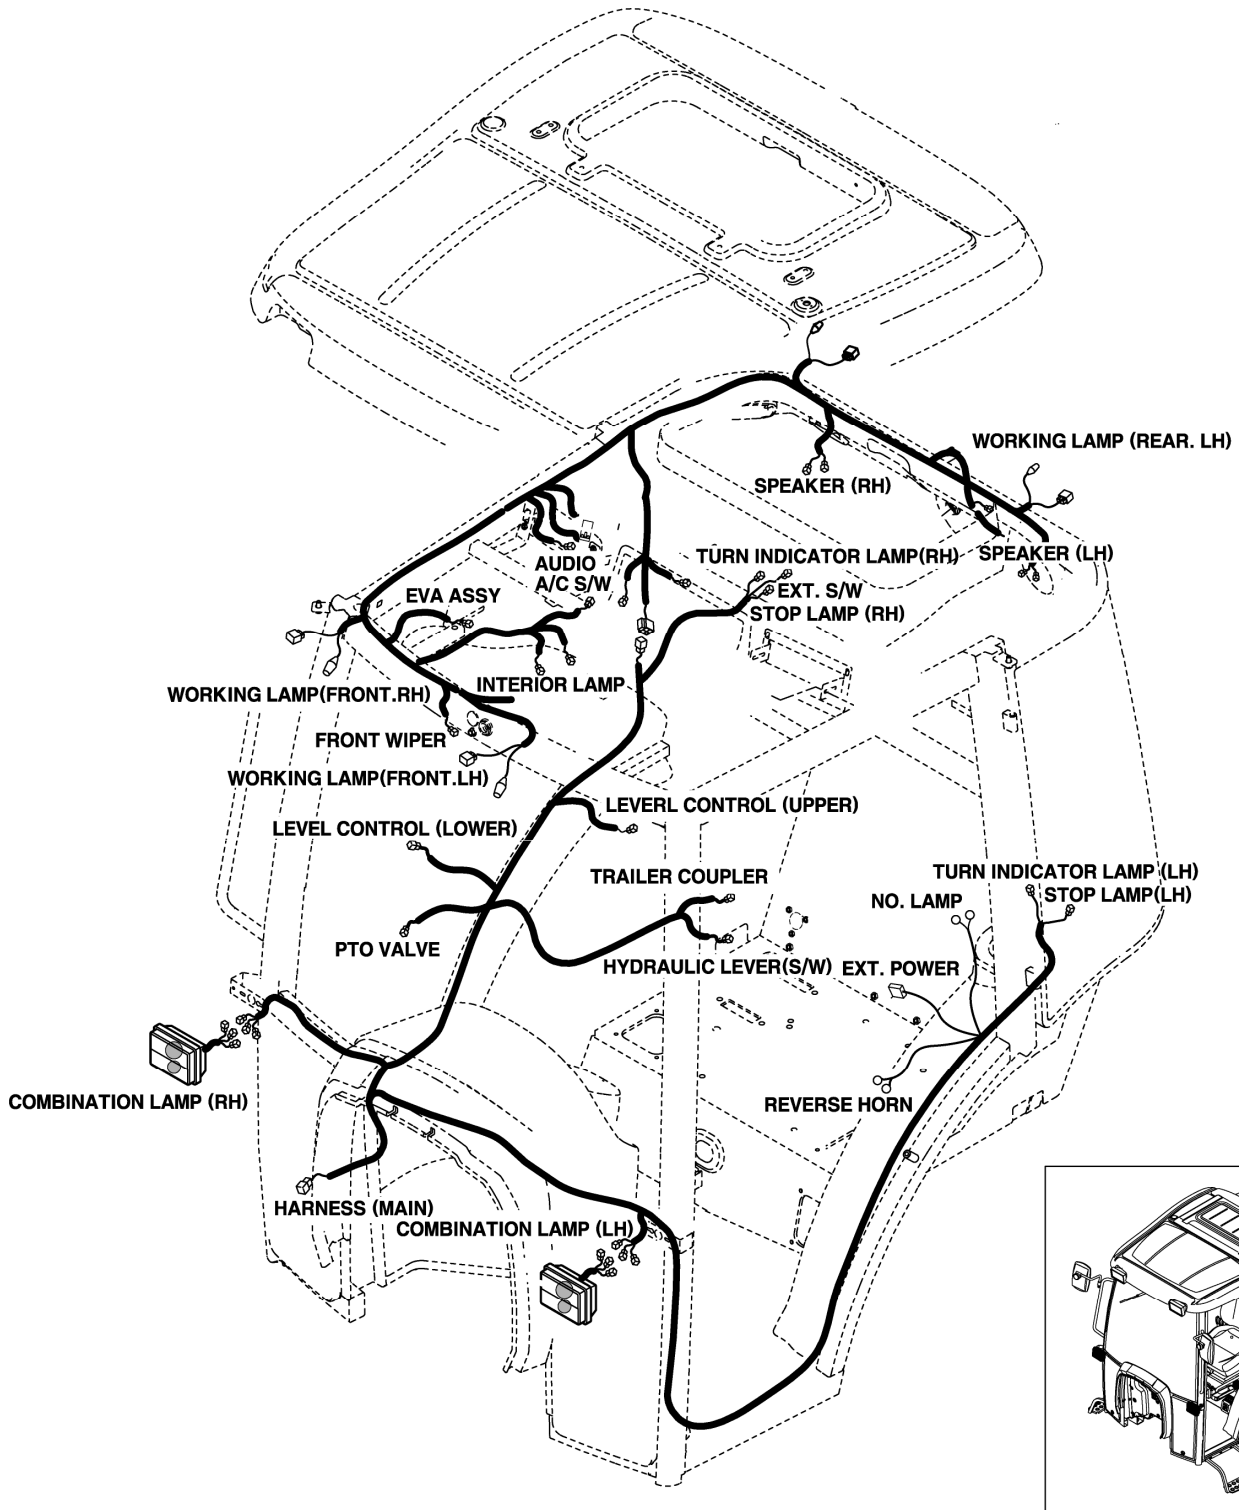 WORKING LAMP (REAR. LH)
SPEAKER (RH)
SPEAKER (LH)
TURN INDICATOR LAMP(RH)
AUDIO
A/C S/W
EXT. S/W
EVA ASSY
STOP LAMP (RH)
INTERIOR LAMP
WORKING LAMP(FRONT.RH)
FRONT WIPER
WORKING LAMP(FRONT.LH)
LEVERL CONTROL (UPPER)
LEVEL CONTROL (LOWER)
TRAILER COUPLER
TURN INDICATOR LAMP (LH)
STOP LAMP(LH)
NO. LAMP
PTO VALVE
HYDRAULIC LEVER(S/W)
EXT. POWER
COMBINATION LAMP (RH)
REVERSE HORN
HARNESS (MAIN)
COMBINATION LAMP (LH)